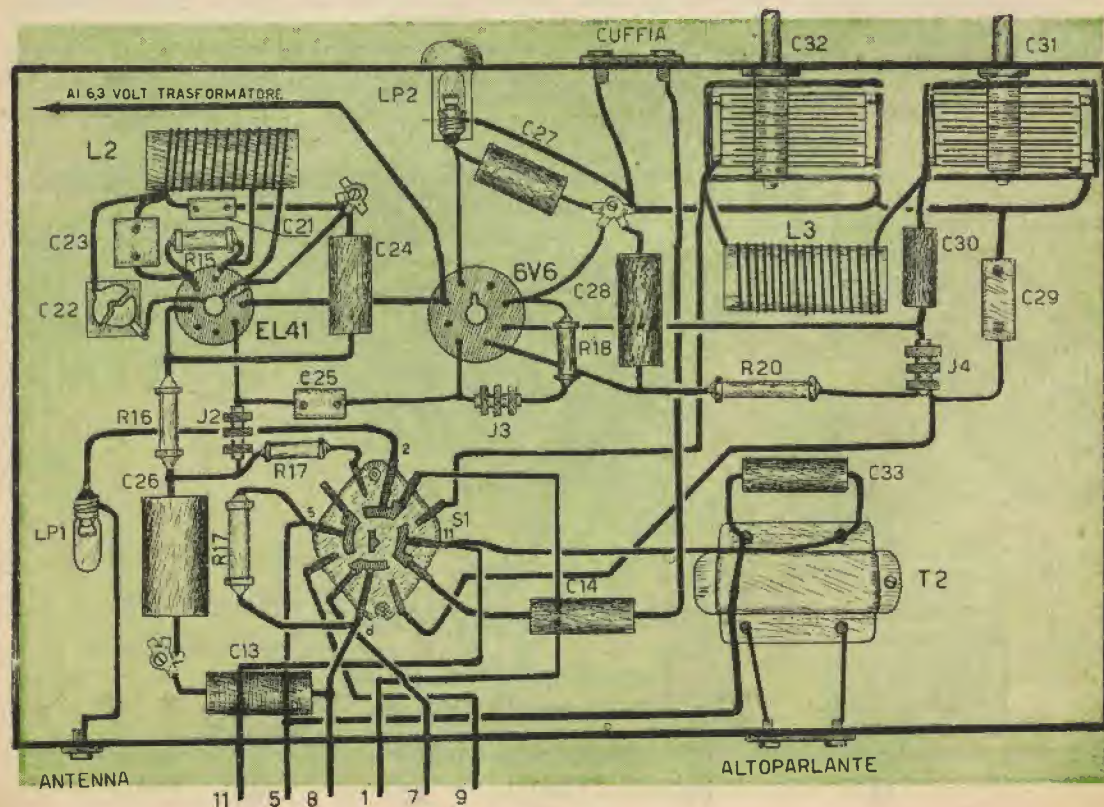 CUFFIA
C32
C31
LP2
AI 6,3 VOLT TRASFORMATORE
C27
L2
C23
C21
R15
C24
C22
EL41
6V6
C28
L3
C30
C29
R18
C25
R20
J4
R16
J2
J3
R17
2
C26
C33
5
S1
11
LP1
R17
C14
T2
8
C13
ANTENNA
ALTOPARLANTE
11 5 8 1 7 9